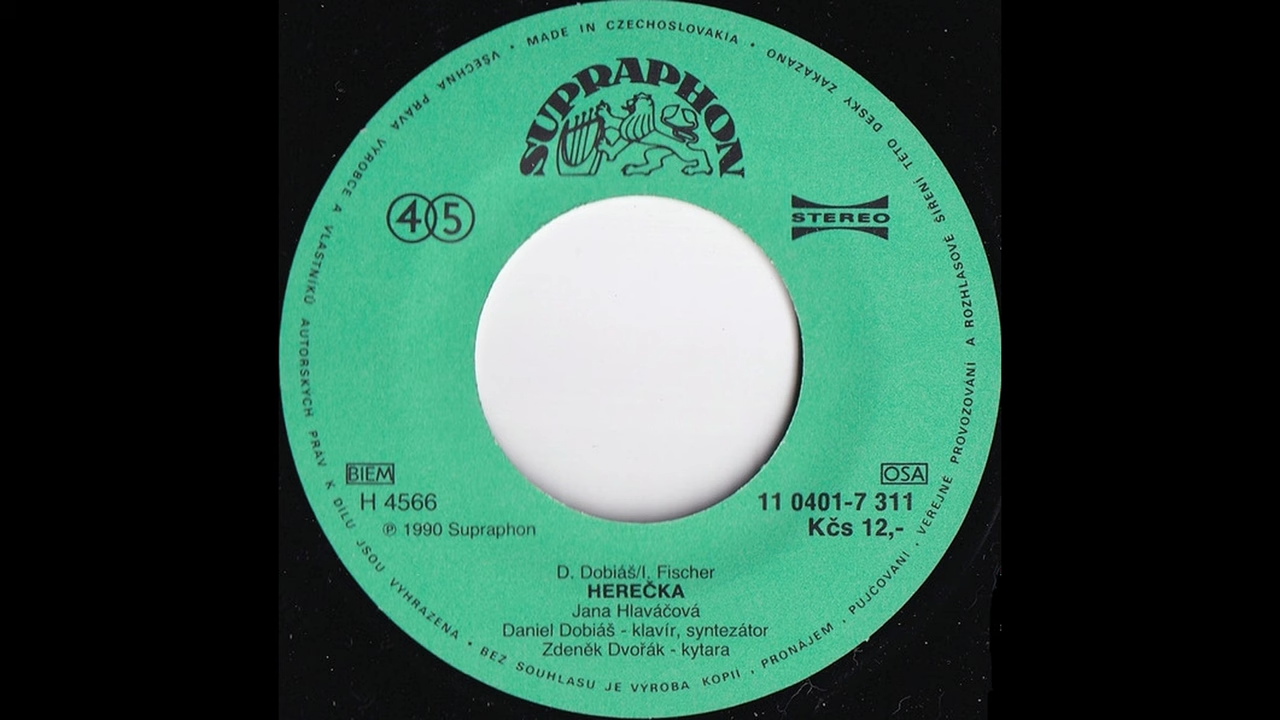 • MADE IN CZECHOSLOVAKIA •
VŠECHNA PRÁVA VÝROBCE A VLASTNÍKŮ AUTORSKÝCH PRÁV K DÍLU JSOU VYHRAZENA • BEZ SOUHLASU JE VÝROBA KOPIÍ , PRONÁJEM , PUJČOVÁNÍ , VEŘEJNÉ PROVOZOVÁNÍ A ROZHLASOVÉ ŠÍŘENÍ TÉTO DESKY ZAKÁZÁNO
SUPRAPHON
45
STEREO
BIEM
OSA
H 4566
11 0401-7 311
℗ 1990 Supraphon
Kčs 12,-
D. Dobiáš/I. Fischer
HEREČKA
Jana Hlaváčová
Daniel Dobiáš - klavír, syntezátor
Zdeněk Dvořák - kytara